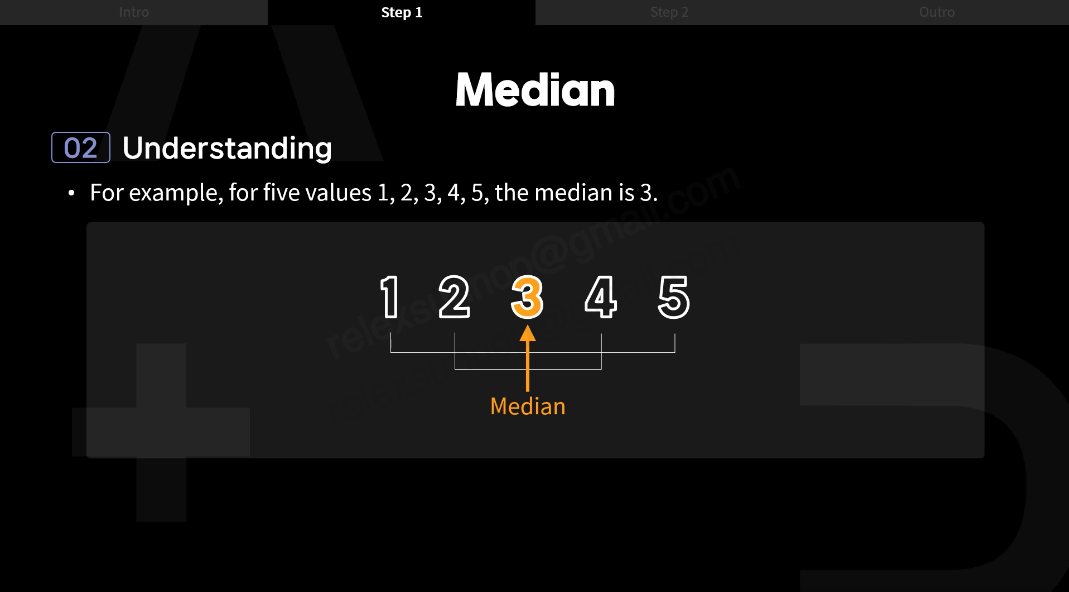 Intro Step 1 Step 2 Outro
Median
02 Understanding
• For example, for five values 1, 2, 3, 4, 5, the median is 3.
1 2 3 4 5
Median